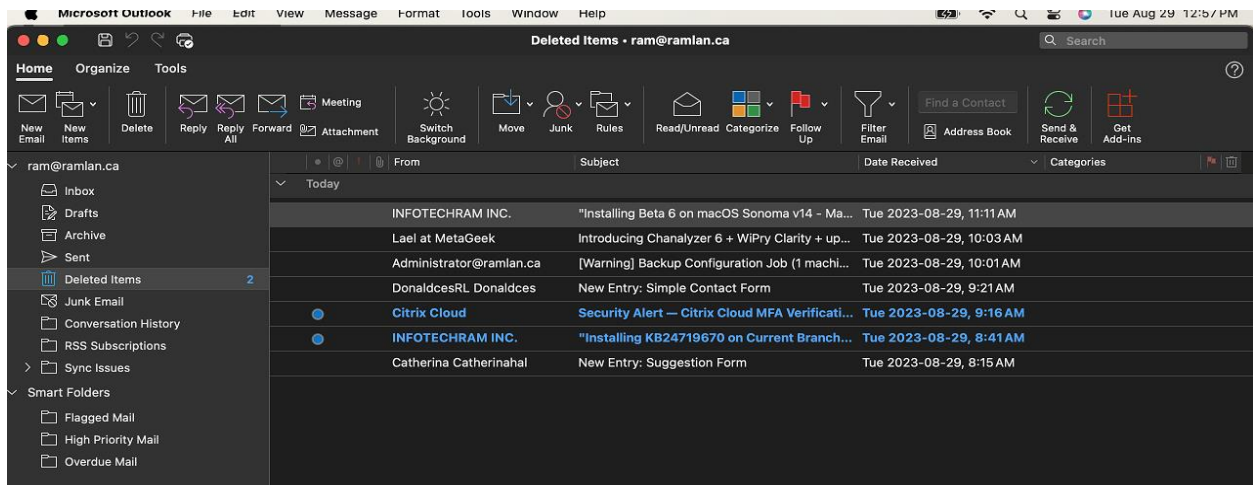 Microsoft Outlook File Edit View Message Format Tools Window Help Tue Aug 29 12:57 PM
Deleted Items • ram@ramlan.ca Search
Home Organize Tools
New Email New Items Delete Reply Reply All Forward Meeting Attachment Switch Background Move Junk Rules Read/Unread Categorize Follow Up Filter Email Find a Contact Address Book Send & Receive Get Add-ins
ram@ramlan.ca
Inbox
Drafts
Archive
Sent
Deleted Items 2
Junk Email
Conversation History
RSS Subscriptions
Sync Issues
Smart Folders
Flagged Mail
High Priority Mail
Overdue Mail
From Subject Date Received Categories
Today
INFOTECHRAM INC. "Installing Beta 6 on macOS Sonoma v14 - Ma... Tue 2023-08-29, 11:11 AM
Lael at MetaGeek Introducing Chanalyzer 6 + WiPry Clarity + up... Tue 2023-08-29, 10:03 AM
Administrator@ramlan.ca [Warning] Backup Configuration Job (1 machi... Tue 2023-08-29, 10:01 AM
DonaldcesRL Donaldces New Entry: Simple Contact Form Tue 2023-08-29, 9:21 AM
Citrix Cloud Security Alert — Citrix Cloud MFA Verificati... Tue 2023-08-29, 9:16 AM
INFOTECHRAM INC. "Installing KB24719670 on Current Branch... Tue 2023-08-29, 8:41 AM
Catherina Catherinahal New Entry: Suggestion Form Tue 2023-08-29, 8:15 AM